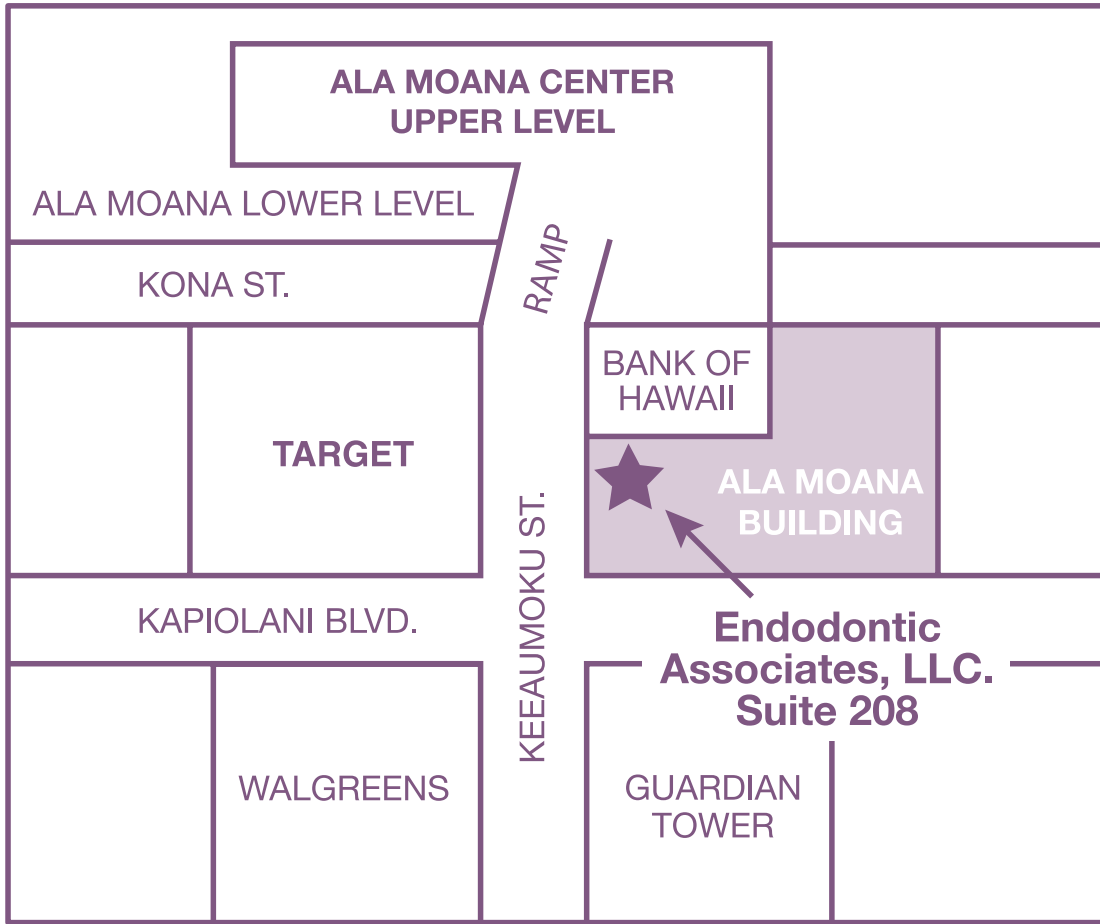 ALA MOANA CENTER
UPPER LEVEL
ALA MOANA LOWER LEVEL
RAMP
KONA ST.
BANK OF
HAWAII
TARGET
ALA MOANA
BUILDING
KEEAUMOKU ST.
KAPIOLANI BLVD.
Endodontic
Associates, LLC.
Suite 208
WALGREENS
GUARDIAN
TOWER